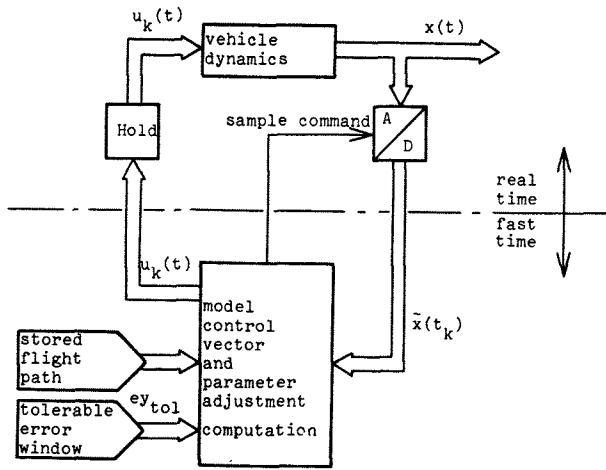 u_k(t)
vehicle
dynamics
x(t)
Hold
sample command
A
D
real
time
fast
time
u_k(t)
x̃(t_k)
model
control
vector
and
parameter
adjustment
computation
stored
flight
path
ey_tol
tolerable
error
window